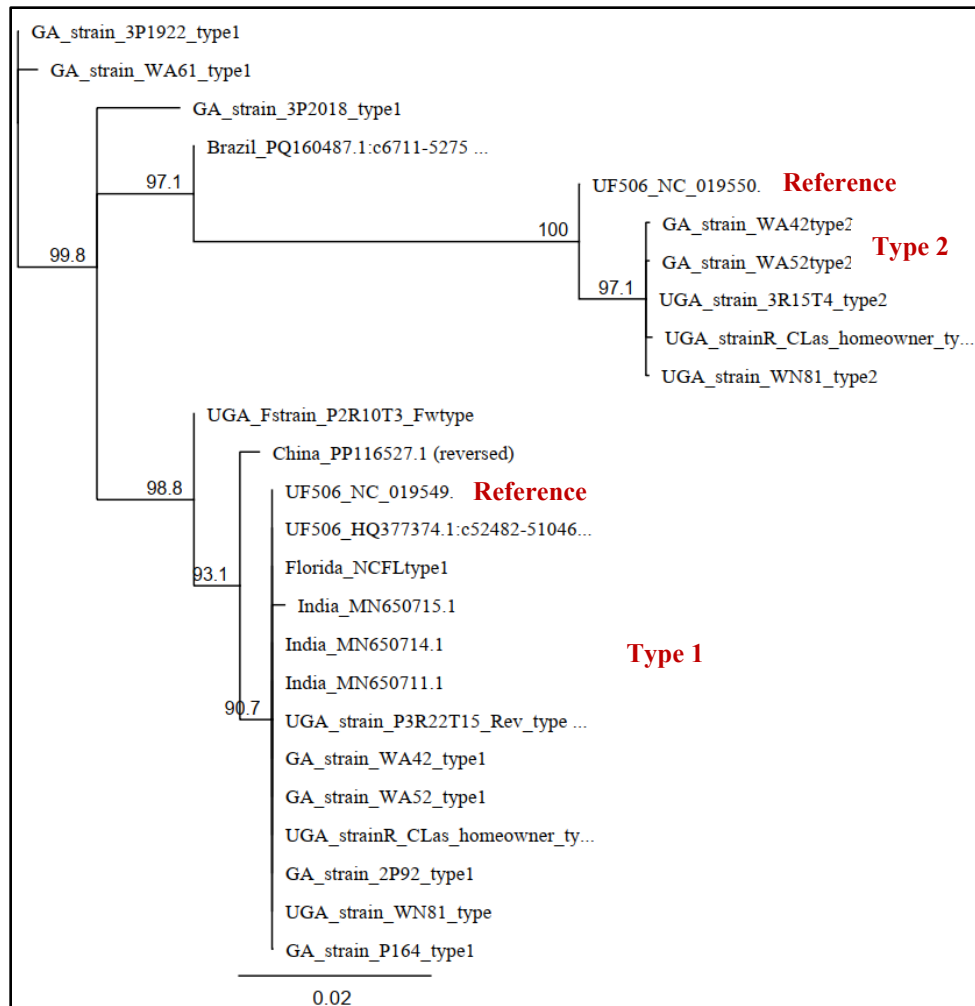 GA_strain_3P1922_type1
GA_strain_WA61_type1
GA_strain_3P2018_type1
Brazil_PQ160487.1:c6711-5275 ...
97.1
UF506_NC_019550. Reference
GA_strain_WA42type2
100
Type 2
99.8
GA_strain_WA52type2
97.1
UGA_strain_3R15T4_type2
UGA_strainR_CLas_homeowner_ty...
UGA_strain_WN81_type2
UGA_Fstrain_P2R10T3_Fwtype
China_PP116527.1 (reversed)
98.8
UF506_NC_019549. Reference
UF506_HQ377374.1:c52482-51046...
Florida_NCFLtype1
93.1
India_MN650715.1
India_MN650714.1
Type 1
India_MN650711.1
90.7
UGA_strain_P3R22T15_Rev_type ...
GA_strain_WA42_type1
GA_strain_WA52_type1
UGA_strainR_CLas_homeowner_ty...
GA_strain_2P92_type1
UGA_strain_WN81_type
GA_strain_P164_type1
0.02